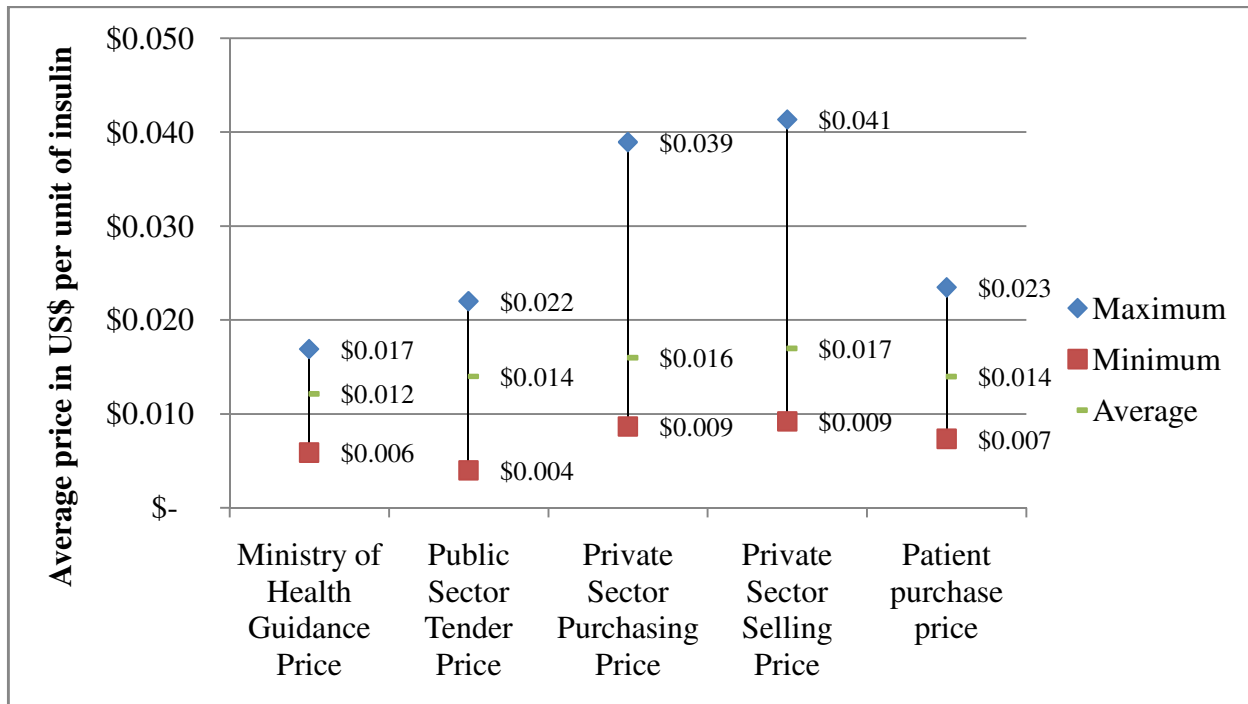 Average price in US$ per unit of insulin
$0.050
$0.040
$0.030
$0.020
$0.010
$-
$0.017
$0.012
$0.006
$0.022
$0.014
$0.004
$0.039
$0.016
$0.009
$0.041
$0.017
$0.009
$0.023
$0.014
$0.007
Ministry of
Health
Guidance
Price
Public
Sector
Tender
Price
Private
Sector
Purchasing
Price
Private
Sector
Selling
Price
Patient
purchase
price
Maximum
Minimum
Average